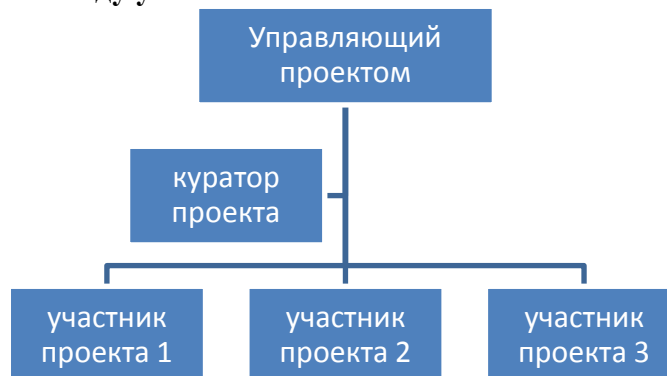 Управляющий
проектом
куратор
проекта
участник
проекта 1
участник
проекта 2
участник
проекта 3